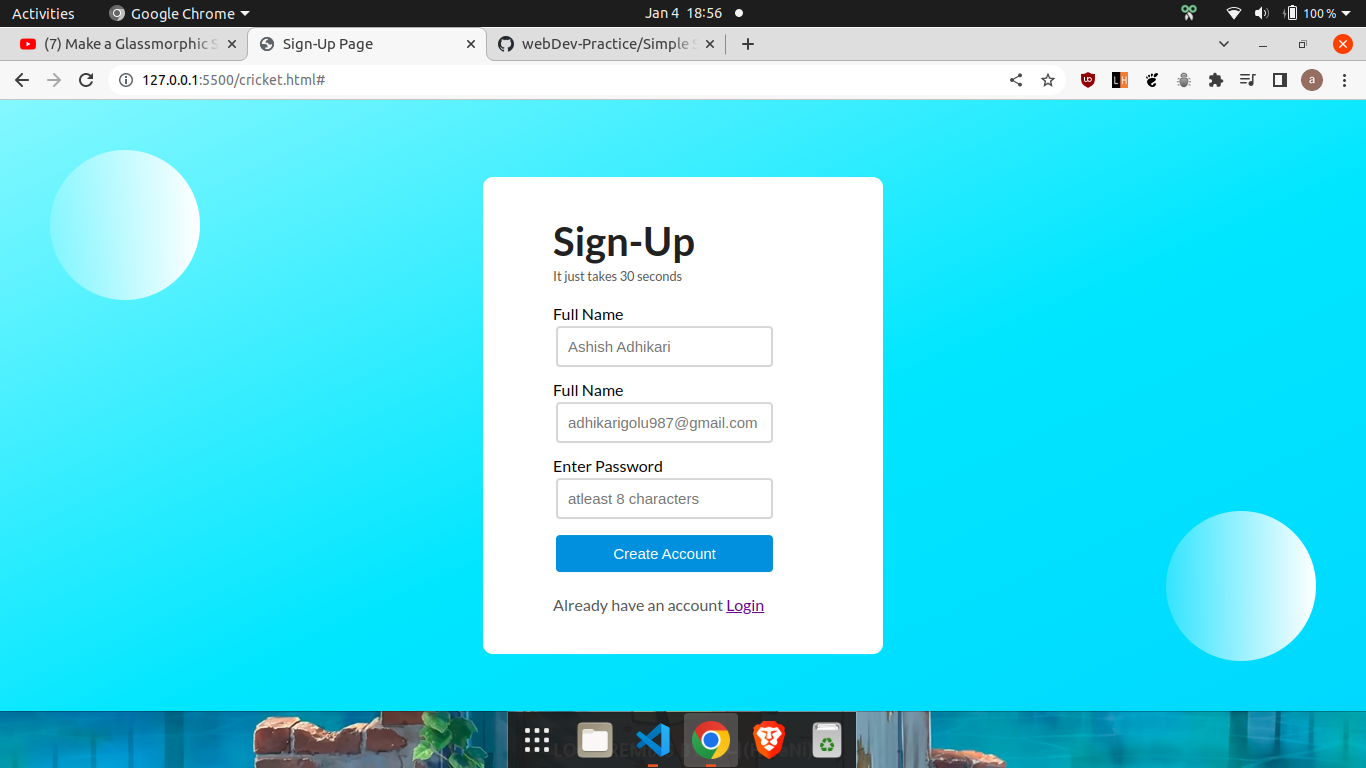 Activities
Google Chrome
Jan 4 18:56
100 %
(7) Make a Glassmorphic S
Sign-Up Page
webDev-Practice/Simple S
127.0.0.1:5500/cricket.html#
L H
a
Sign-Up
It just takes 30 seconds
Full Name
Ashish Adhikari
Full Name
adhikarigolu987@gmail.com
Enter Password
atleast 8 characters
Create Account
Already have an account Login